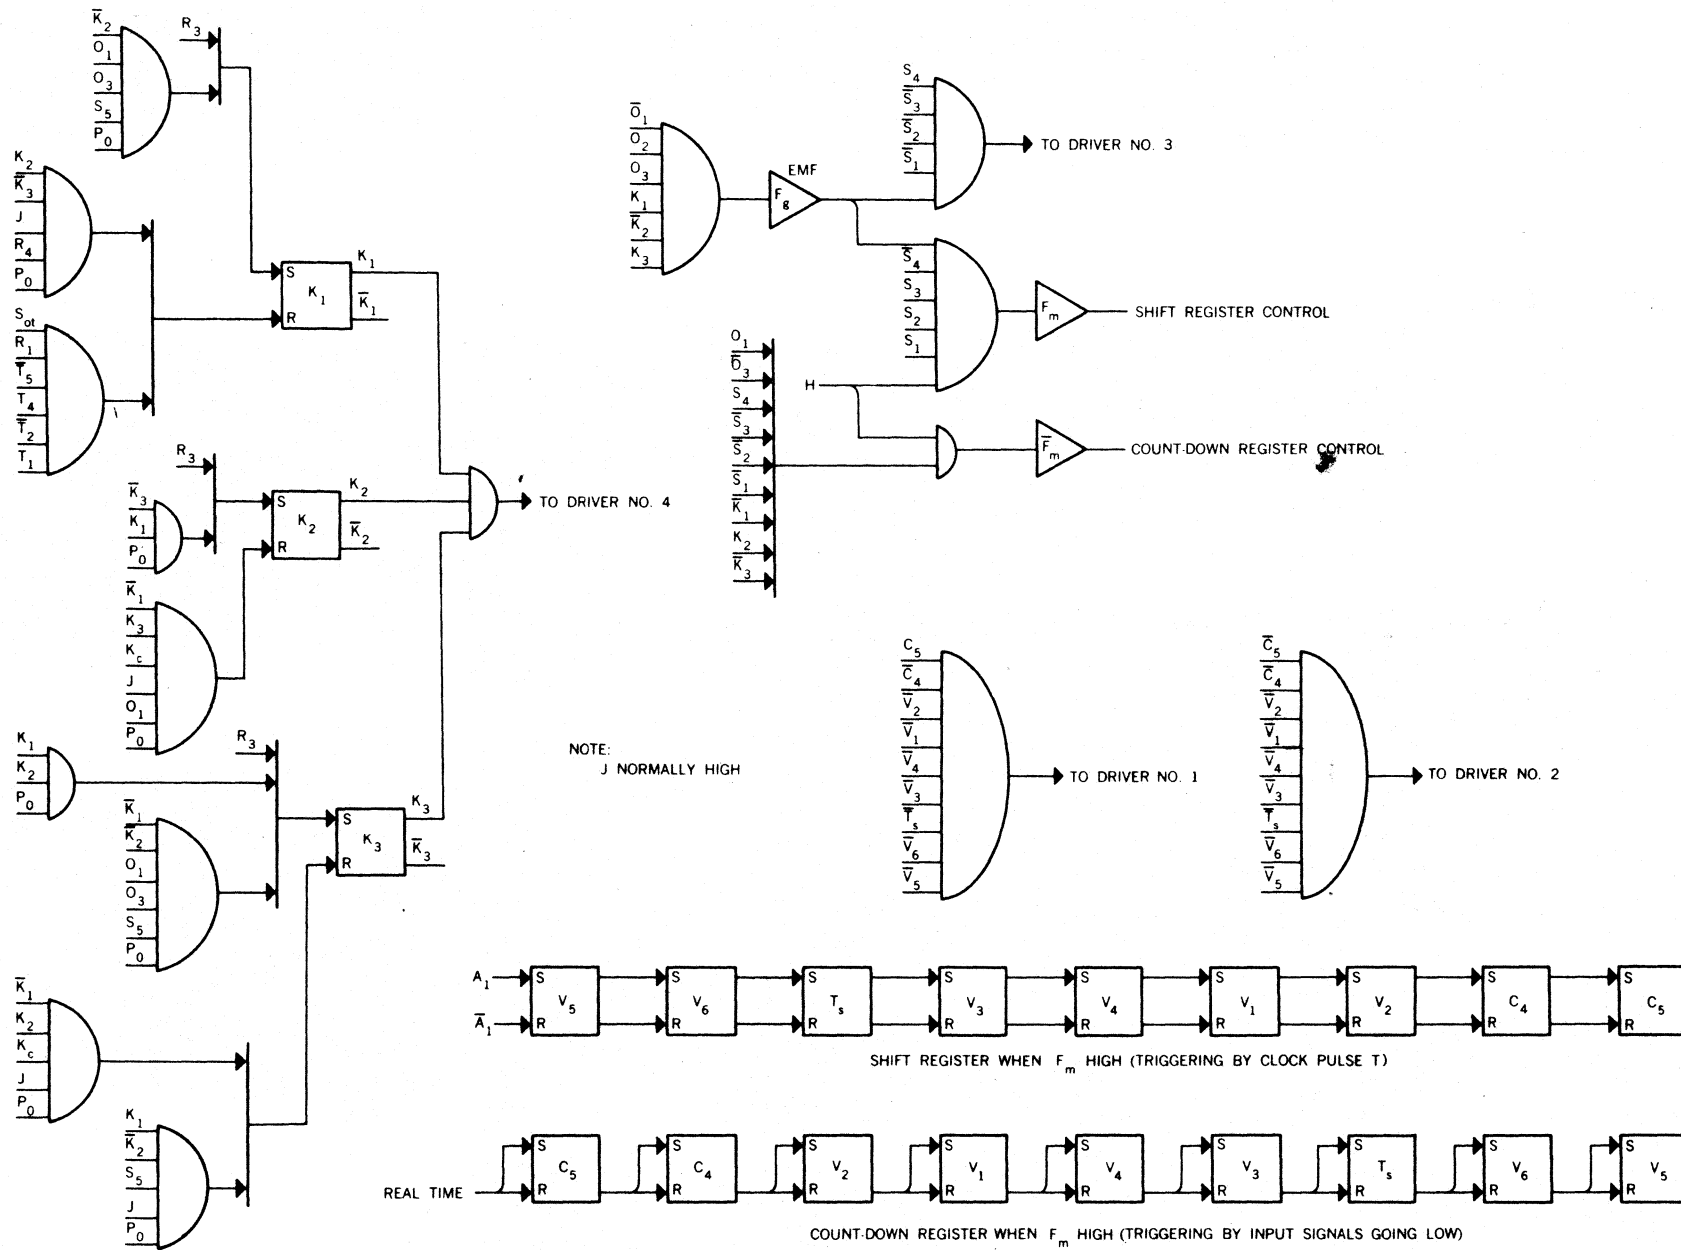 K̄2
O1
O3
S5
P0
R3
K2
K̄3
J
R4
P0
Sot
R1
T̄5
T4
T̄2
T1
S
K1
R
K1
K̄1
R3
K̄3
K1
P0
S
K2
R
K2
K̄2
TO DRIVER NO. 4
K̄1
K3
Kc
J
O1
P0
K1
K2
P0
R3
K̄1
K̄2
O1
O3
S5
P0
S
K3
R
K3
K̄3
K̄1
K2
Kc
J
P0
K1
K̄2
S5
J
P0
Ō1
O2
O3
K1
K̄2
K3
EMF
Fg
S4
S̄3
S̄2
S̄1
TO DRIVER NO. 3
S̄4
S3
S2
S1
H
Fm
SHIFT REGISTER CONTROL
O1
Ō3
S4
S̄3
S̄2
S̄1
K̄1
K2
K̄3
F̄m
COUNT-DOWN REGISTER CONTROL
NOTE:
J NORMALLY HIGH
C5
C̄4
V̄2
V̄1
V̄4
V̄3
T̄s
V̄6
V̄5
TO DRIVER NO. 1
C̄5
C̄4
V̄2
V̄1
V̄4
V̄3
T̄s
V̄6
V̄5
TO DRIVER NO. 2
A1
Ā1
S V5 R
S V6 R
S Ts R
S V3 R
S V4 R
S V1 R
S V2 R
S C4 R
S C5 R
SHIFT REGISTER WHEN Fm HIGH (TRIGGERING BY CLOCK PULSE T)
REAL TIME
S C5 R
S C4 R
S V2 R
S V1 R
S V4 R
S V3 R
S Ts R
S V6 R
S V5 R
COUNT-DOWN REGISTER WHEN Fm HIGH (TRIGGERING BY INPUT SIGNALS GOING LOW)